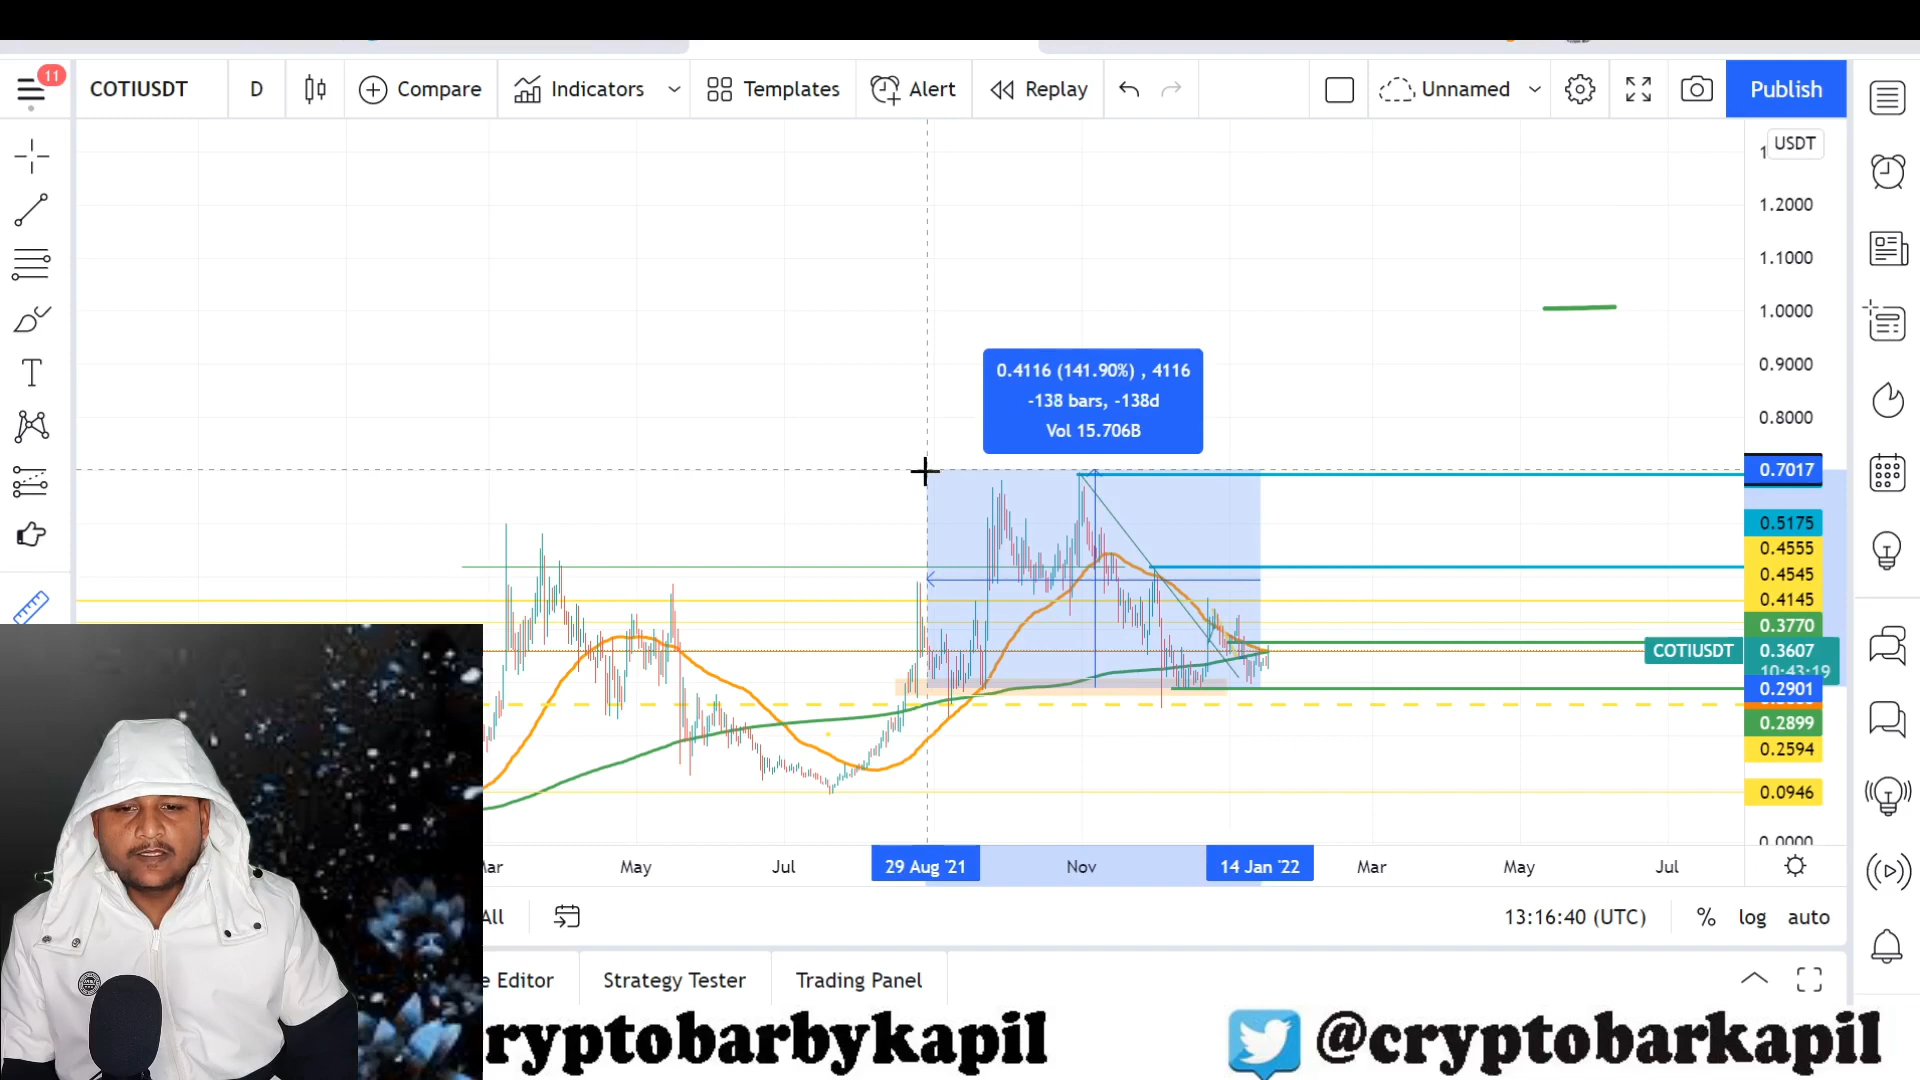 11
COTIUSDT D Compare Indicators Templates Alert Replay Unnamed Publish
USDT
1.2000
1.1000
1.0000
0.9000
0.8000
0.7017
0.5175
0.4555
0.4545
0.4145
0.3770
COTIUSDT 0.3607
10:43:19
0.2901
0.2899
0.2594
0.0946
0.0000
0.4116 (141.90%) , 4116
-138 bars, -138d
Vol 15.706B
Mar May Jul 29 Aug '21 Nov 14 Jan '22 Mar May Jul
All 13:16:40 (UTC) % log auto
e Editor Strategy Tester Trading Panel
ryptobarbykapil @cryptobarkapil